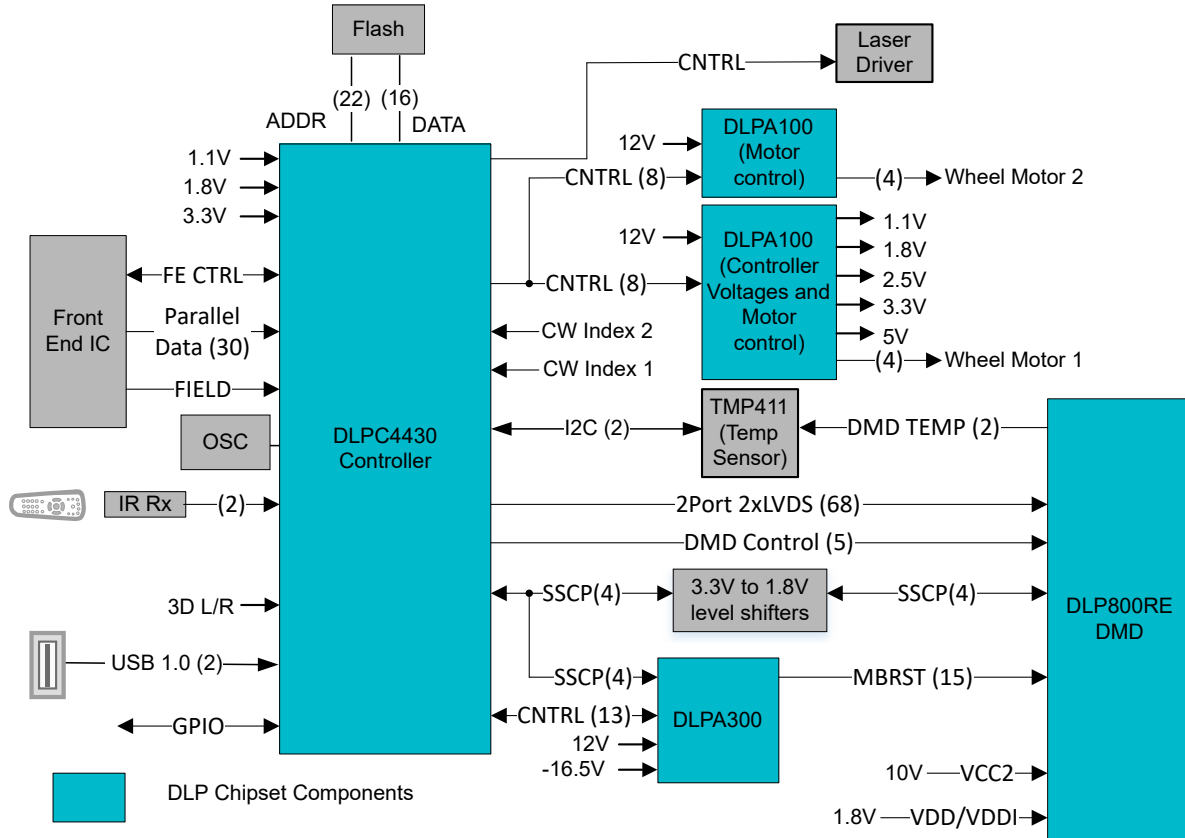 Flash
(22) (16)
ADDR
DATA
1.1V
1.8V
3.3V
Front
End IC
FE CTRL
Parallel
Data (30)
FIELD
OSC
IR Rx
(2)
3D L/R
USB 1.0 (2)
GPIO
DLPC4430
Controller
CNTRL
Laser
Driver
12V
CNTRL (8)
DLPA100
(Motor
control)
(4)
Wheel Motor 2
12V
CNTRL (8)
DLPA100
(Controller
Voltages and
Motor
control)
1.1V
1.8V
2.5V
3.3V
5V
(4)
Wheel Motor 1
CW Index 2
CW Index 1
I2C (2)
TMP411
(Temp
Sensor)
DMD TEMP (2)
2Port 2xLVDS (68)
DMD Control (5)
SSCP(4)
3.3V to 1.8V
level shifters
SSCP(4)
DLP800RE
DMD
SSCP(4)
CNTRL (13)
12V
-16.5V
DLPA300
MBRST (15)
10V
VCC2
1.8V
VDD/VDDI
DLP Chipset Components